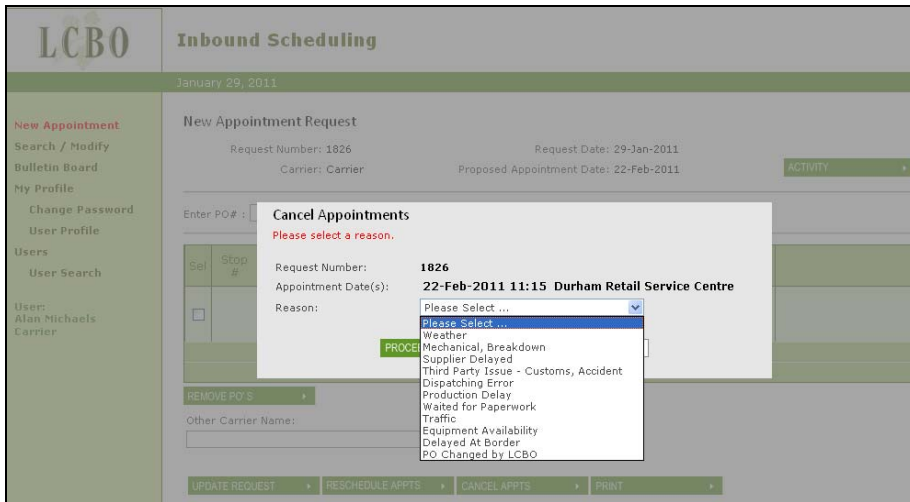 LCBO
Inbound Scheduling
January 29, 2011
New Appointment
Search / Modify
Bulletin Board
My Profile
Change Password
User Profile
Users
User Search
User:
Alan Michaels
Carrier
New Appointment Request
Request Number: 1826 Request Date: 29-Jan-2011
Carrier: Carrier Proposed Appointment Date: 22-Feb-2011
ACTIVITY
Enter PO# :
Sel Stop #
Cancel Appointments
Please select a reason.
Request Number: 1826
Appointment Date(s): 22-Feb-2011 11:15 Durham Retail Service Centre
Reason: Please Select ...
Please Select ...
Weather
Mechanical, Breakdown
Supplier Delayed
Third Party Issue - Customs, Accident
Dispatching Error
Production Delay
Waited for Paperwork
Traffic
Equipment Availability
Delayed At Border
PO Changed by LCBO
REMOVE PO'S
Other Carrier Name:
UPDATE REQUEST RESCHEDULE APPTS CANCEL APPTS PRINT